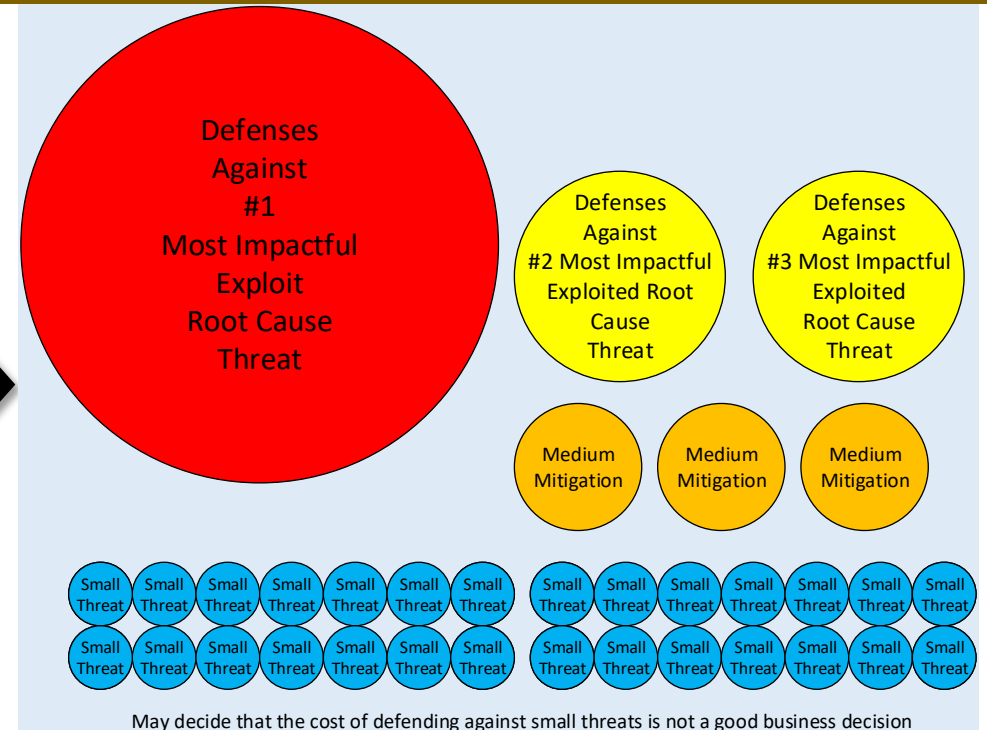 Defenses
Against
#1
Most Impactful
Exploit
Root Cause
Threat
Defenses
Against
#2 Most Impactful
Exploited Root
Cause
Threat
Defenses
Against
#3 Most Impactful
Exploited
Root Cause
Threat
Medium
Mitigation
Medium
Mitigation
Medium
Mitigation
Small
Threat
Small
Threat
Small
Threat
Small
Threat
Small
Threat
Small
Threat
Small
Threat
Small
Threat
Small
Threat
Small
Threat
Small
Threat
Small
Threat
Small
Threat
Small
Threat
Small
Threat
Small
Threat
Small
Threat
Small
Threat
Small
Threat
Small
Threat
Small
Threat
Small
Threat
Small
Threat
Small
Threat
Small
Threat
Small
Threat
Small
Threat
Small
Threat
May decide that the cost of defending against small threats is not a good business decision